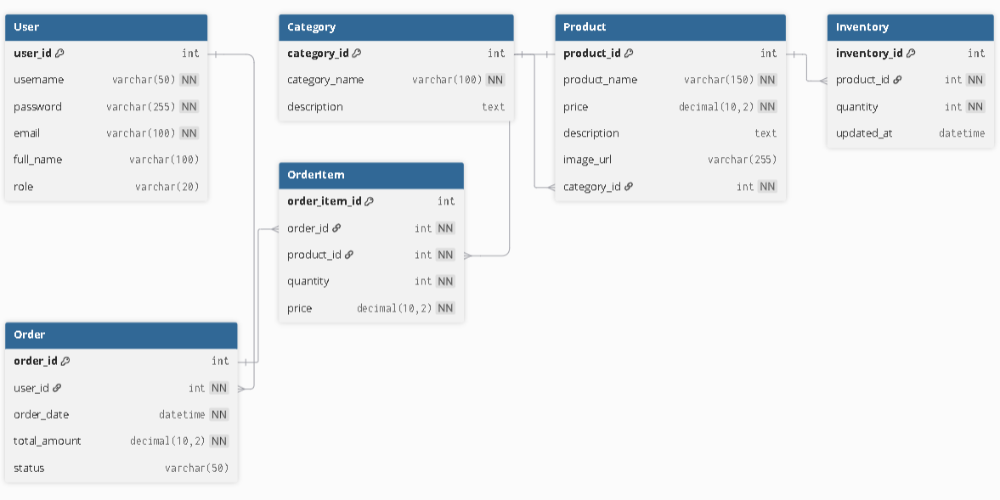 User
user_id int
username varchar(50) NN
password varchar(255) NN
email varchar(100) NN
full_name varchar(100)
role varchar(20)
Category
category_id int
category_name varchar(100) NN
description text
Product
product_id int
product_name varchar(150) NN
price decimal(10,2) NN
description text
image_url varchar(255)
category_id int NN
Inventory
inventory_id int
product_id int NN
quantity int NN
updated_at datetime
OrderItem
order_item_id int
order_id int NN
product_id int NN
quantity int NN
price decimal(10,2) NN
Order
order_id int
user_id int NN
order_date datetime NN
total_amount decimal(10,2) NN
status varchar(50)